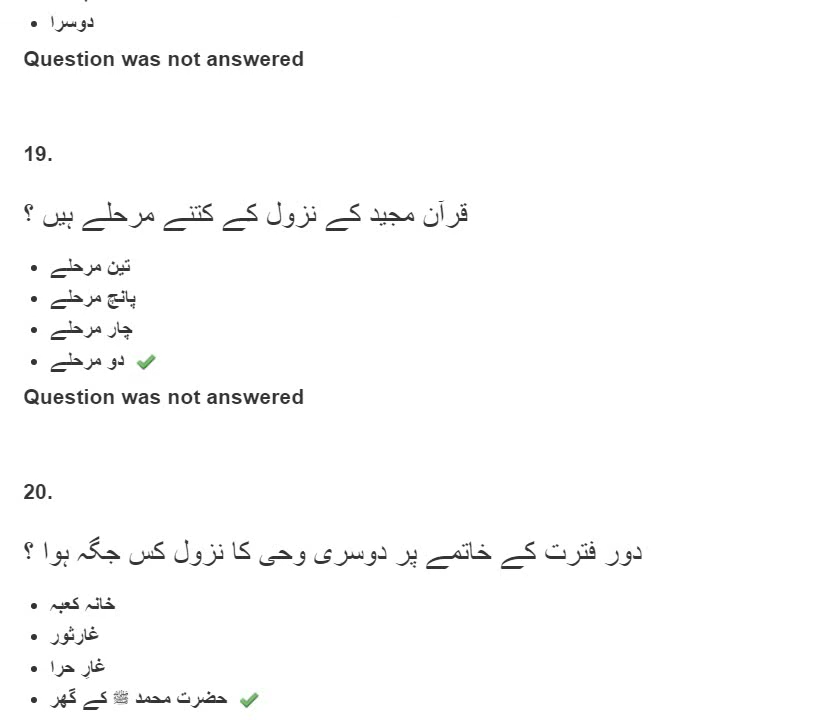 دوسرا
Question was not answered
19.
قرآن مجید کے نزول کے کتنے مرحلے ہیں ؟
تین مرحلے
پانچ مرحلے
چار مرحلے
دو مرحلے
Question was not answered
20.
دور فترت کے خاتمے پر دوسری وحی کا نزول کس جگہ ہوا ؟
خانہ کعبہ
غارثور
غارِ حرا
حضرت محمد ﷺ کے گھر